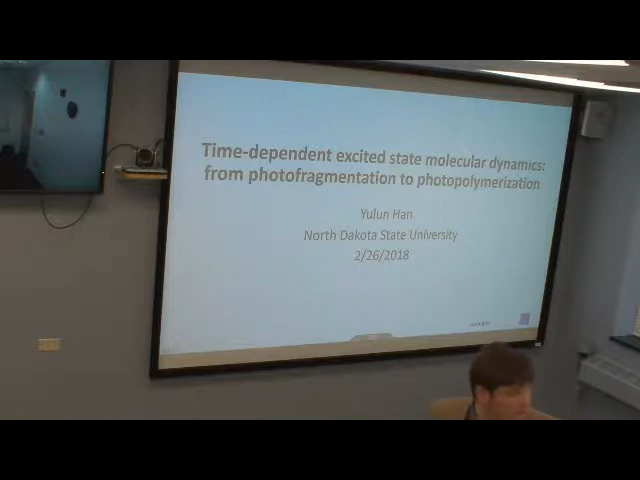 Time-dependent excited state molecular dynamics:
from photofragmentation to photopolymerization
Yulun Han
North Dakota State University
2/26/2018